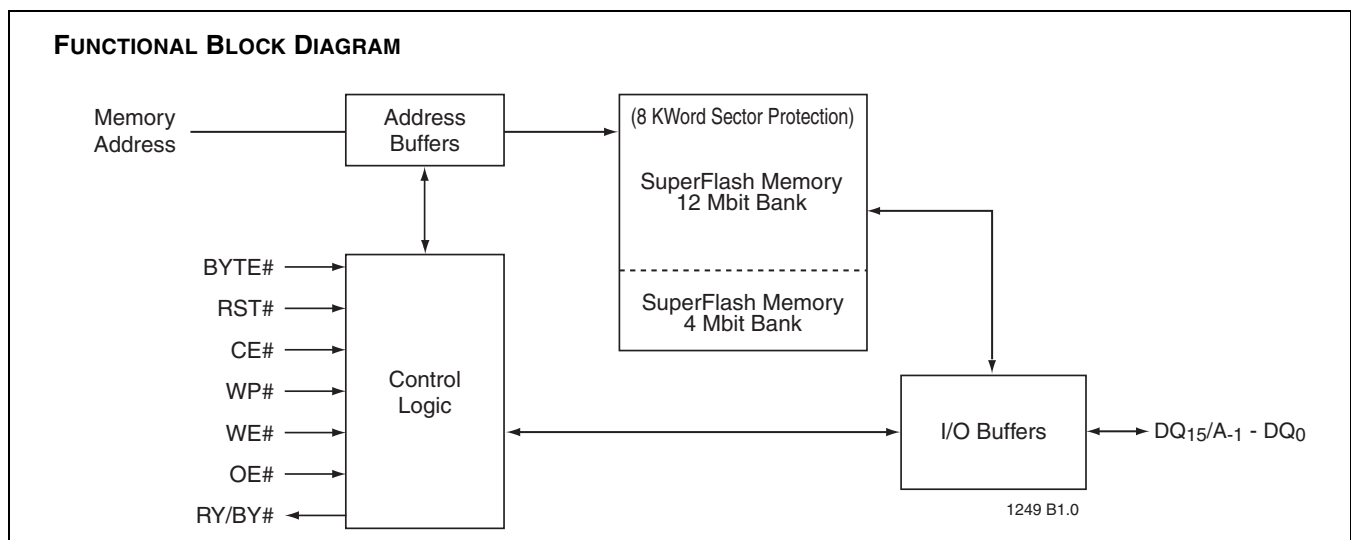 FUNCTIONAL BLOCK DIAGRAM
Memory
Address
Address
Buffers
(8 KWord Sector Protection)
SuperFlash Memory
12 Mbit Bank
SuperFlash Memory
4 Mbit Bank
BYTE#
RST#
CE#
WP#
WE#
OE#
RY/BY#
Control
Logic
I/O Buffers
DQ15/A-1 - DQ0
1249 B1.0